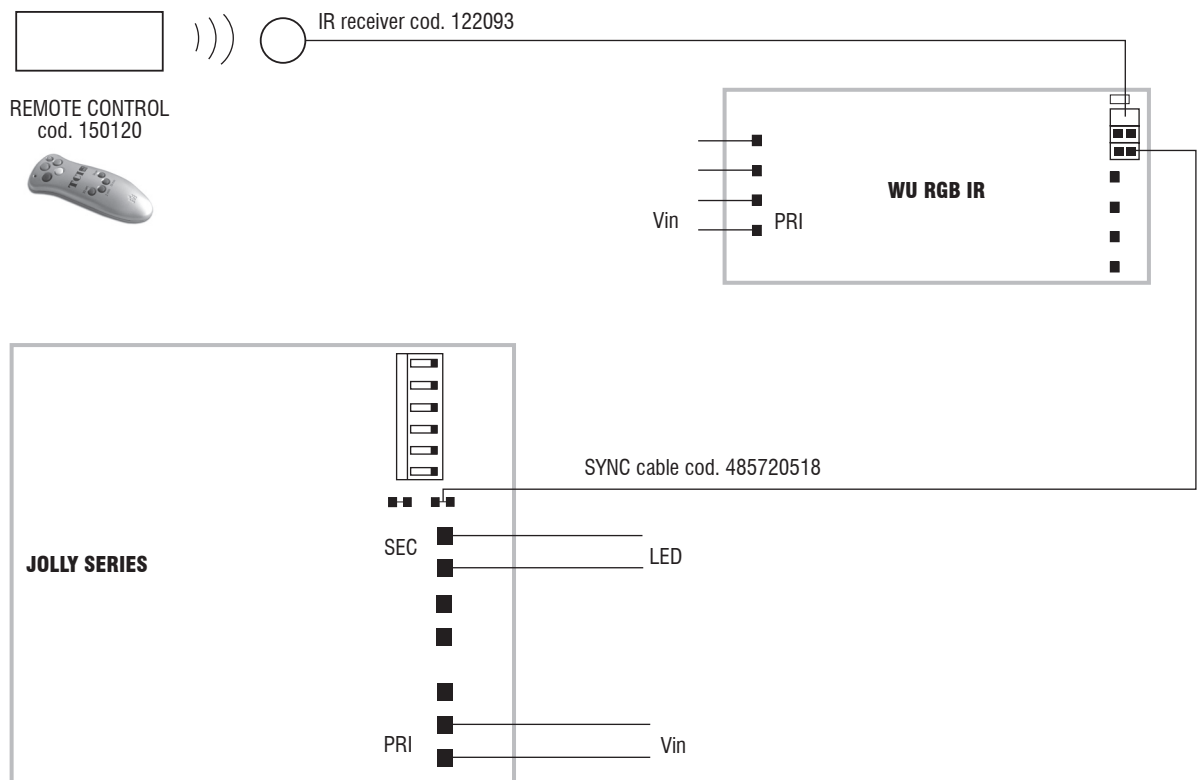 IR receiver cod. 122093
REMOTE CONTROL
cod. 150120
TCI
WU RGB IR
Vin
PRI
SYNC cable cod. 485720518
SEC
LED
JOLLY SERIES
PRI
Vin